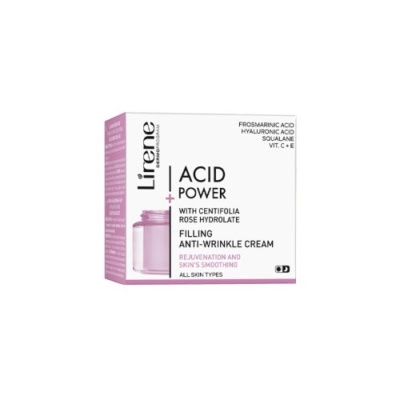 Lirene
DERMOPROGRAM
FROSMARINIC ACID
HYALURONIC ACID
SQUALANE
VIT. C + E
ACID
+ POWER
WITH CENTIFOLIA
ROSE HYDROLATE
FILLING
ANTI-WRINKLE CREAM
REJUVENATION AND
SKIN'S SMOOTHING
ALL SKIN TYPES